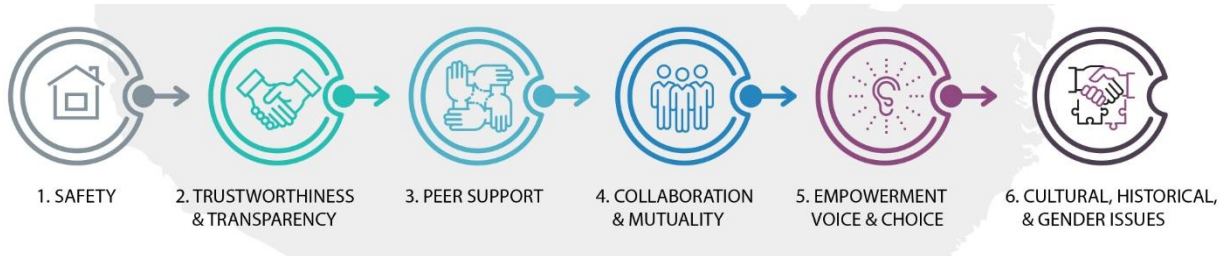 1. SAFETY
2. TRUSTWORTHINESS
& TRANSPARENCY
3. PEER SUPPORT
4. COLLABORATION
& MUTUALITY
5. EMPOWERMENT
VOICE & CHOICE
6. CULTURAL, HISTORICAL,
& GENDER ISSUES